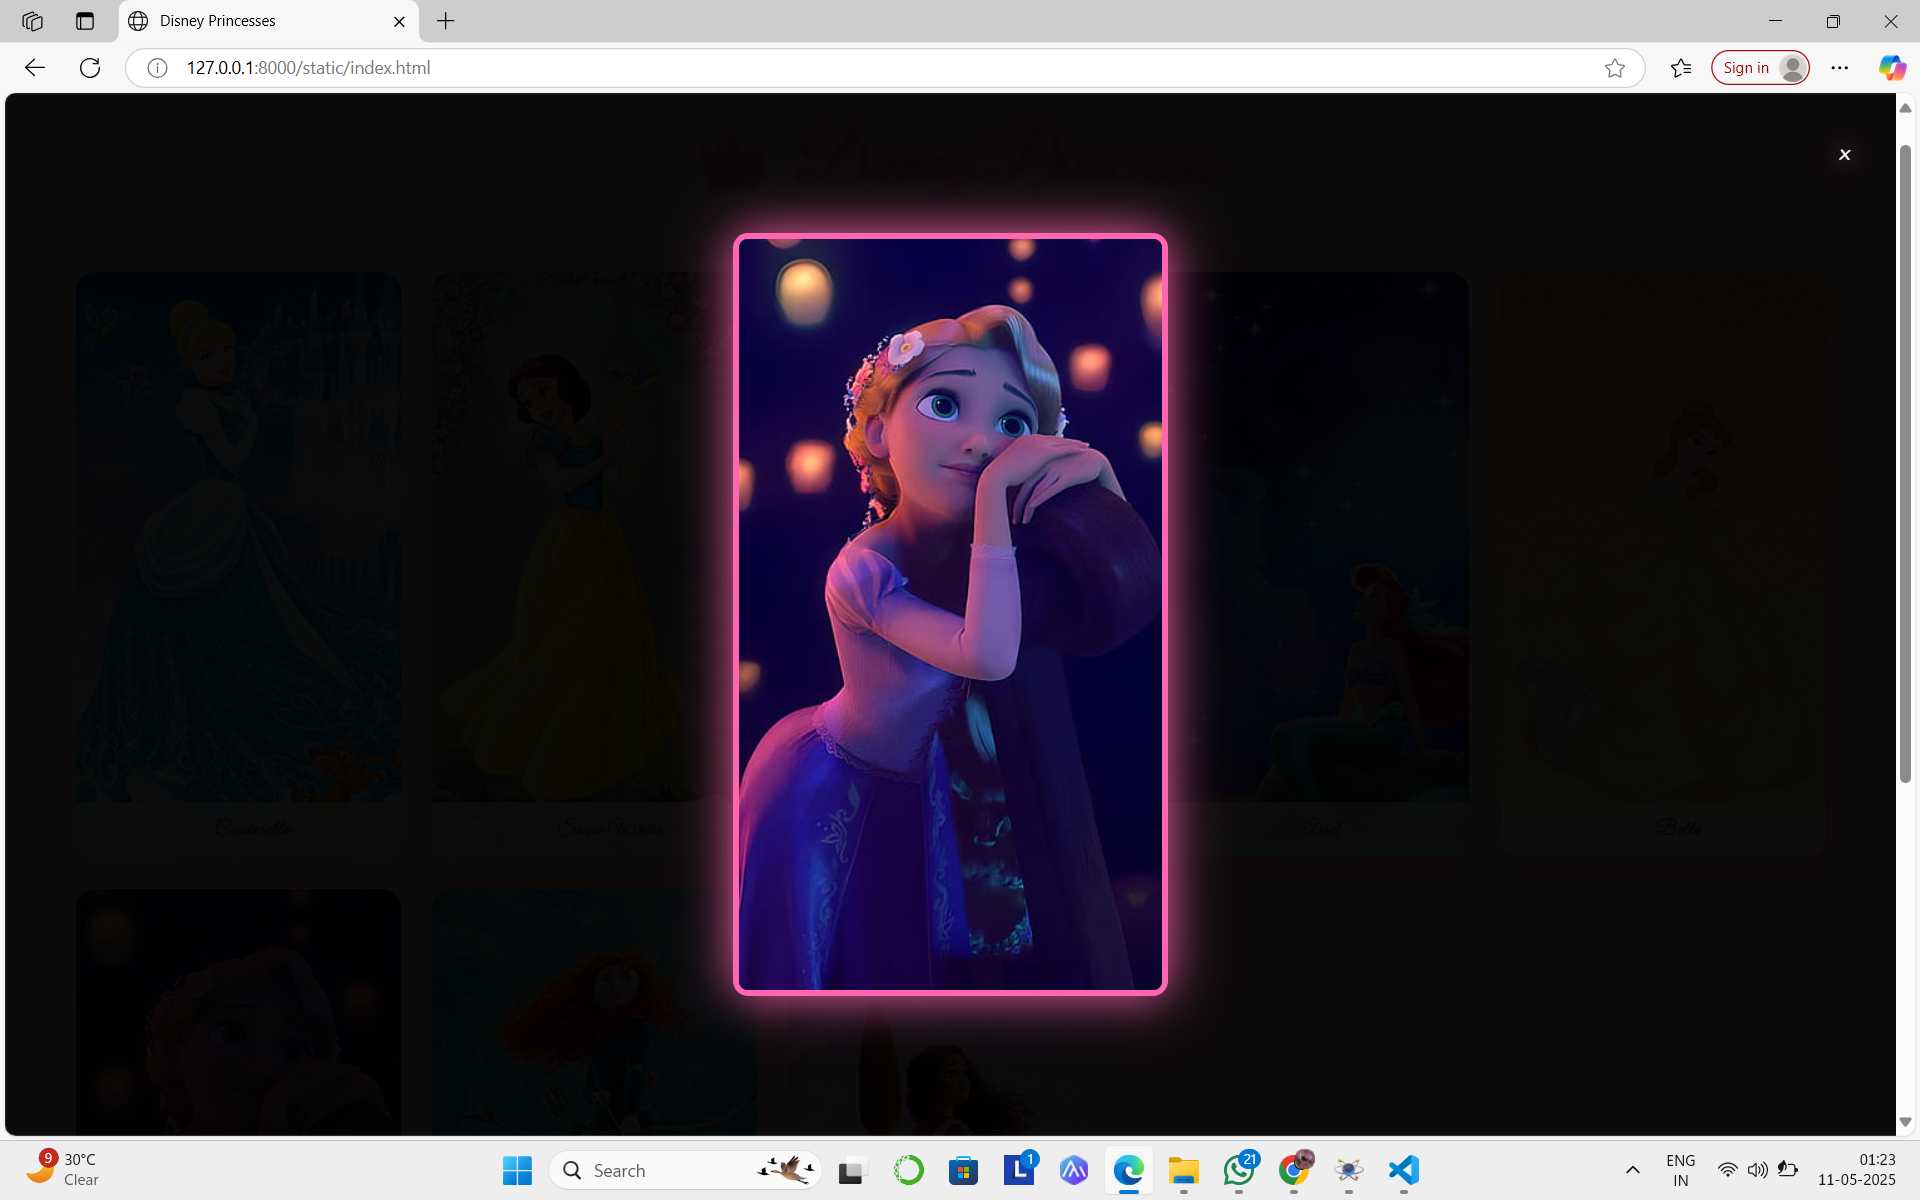 Disney Princesses
127.0.0.1:8000/static/index.html
Sign in
Disney Princesses
x
Cinderella
Snow White
Ariel
Belle
9
30°C
Clear
Search
1
21
ENG
IN
01:23
11-05-2025